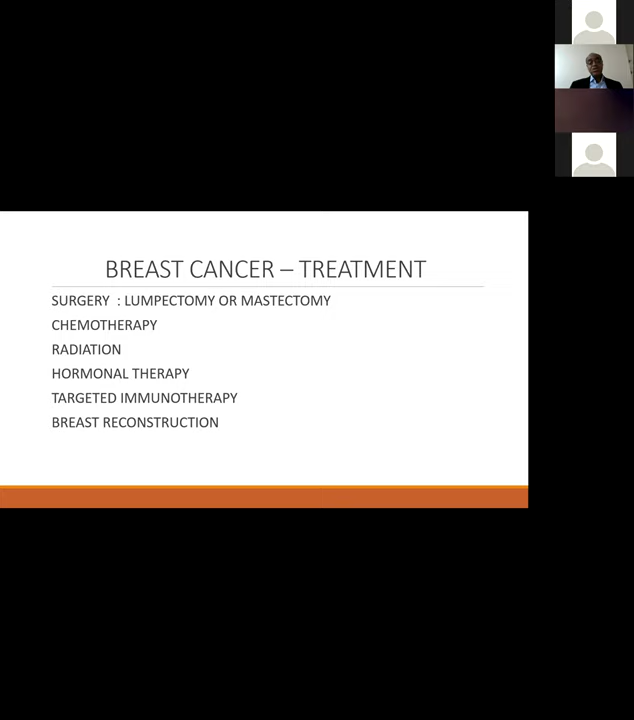 BREAST CANCER – TREATMENT
SURGERY : LUMPECTOMY OR MASTECTOMY
CHEMOTHERAPY
RADIATION
HORMONAL THERAPY
TARGETED IMMUNOTHERAPY
BREAST RECONSTRUCTION